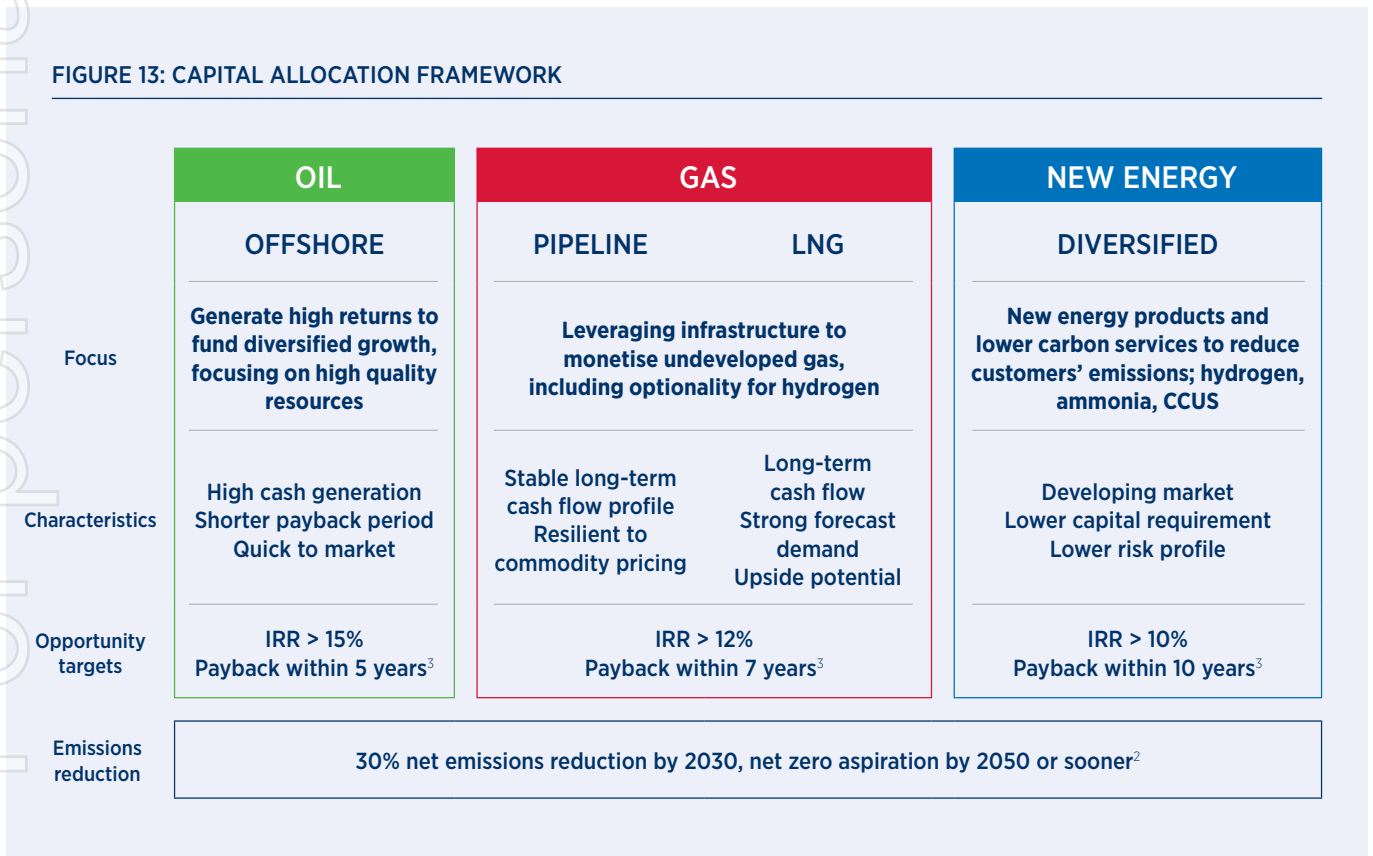 FIGURE 13: CAPITAL ALLOCATION FRAMEWORK
OIL
GAS
NEW ENERGY
OFFSHORE
PIPELINE
LNG
DIVERSIFIED
Focus
Generate high returns to
fund diversified growth,
focusing on high quality
resources
Leveraging infrastructure to
monetise undeveloped gas,
including optionality for hydrogen
New energy products and
lower carbon services to reduce
customers’ emissions; hydrogen,
ammonia, CCUS
Characteristics
High cash generation
Shorter payback period
Quick to market
Stable long-term
cash flow profile
Resilient to
commodity pricing
Long-term
cash flow
Strong forecast
demand
Upside potential
Developing market
Lower capital requirement
Lower risk profile
Opportunity
targets
IRR > 15%
Payback within 5 years3
IRR > 12%
Payback within 7 years3
IRR > 10%
Payback within 10 years3
Emissions
reduction
30% net emissions reduction by 2030, net zero aspiration by 2050 or sooner2